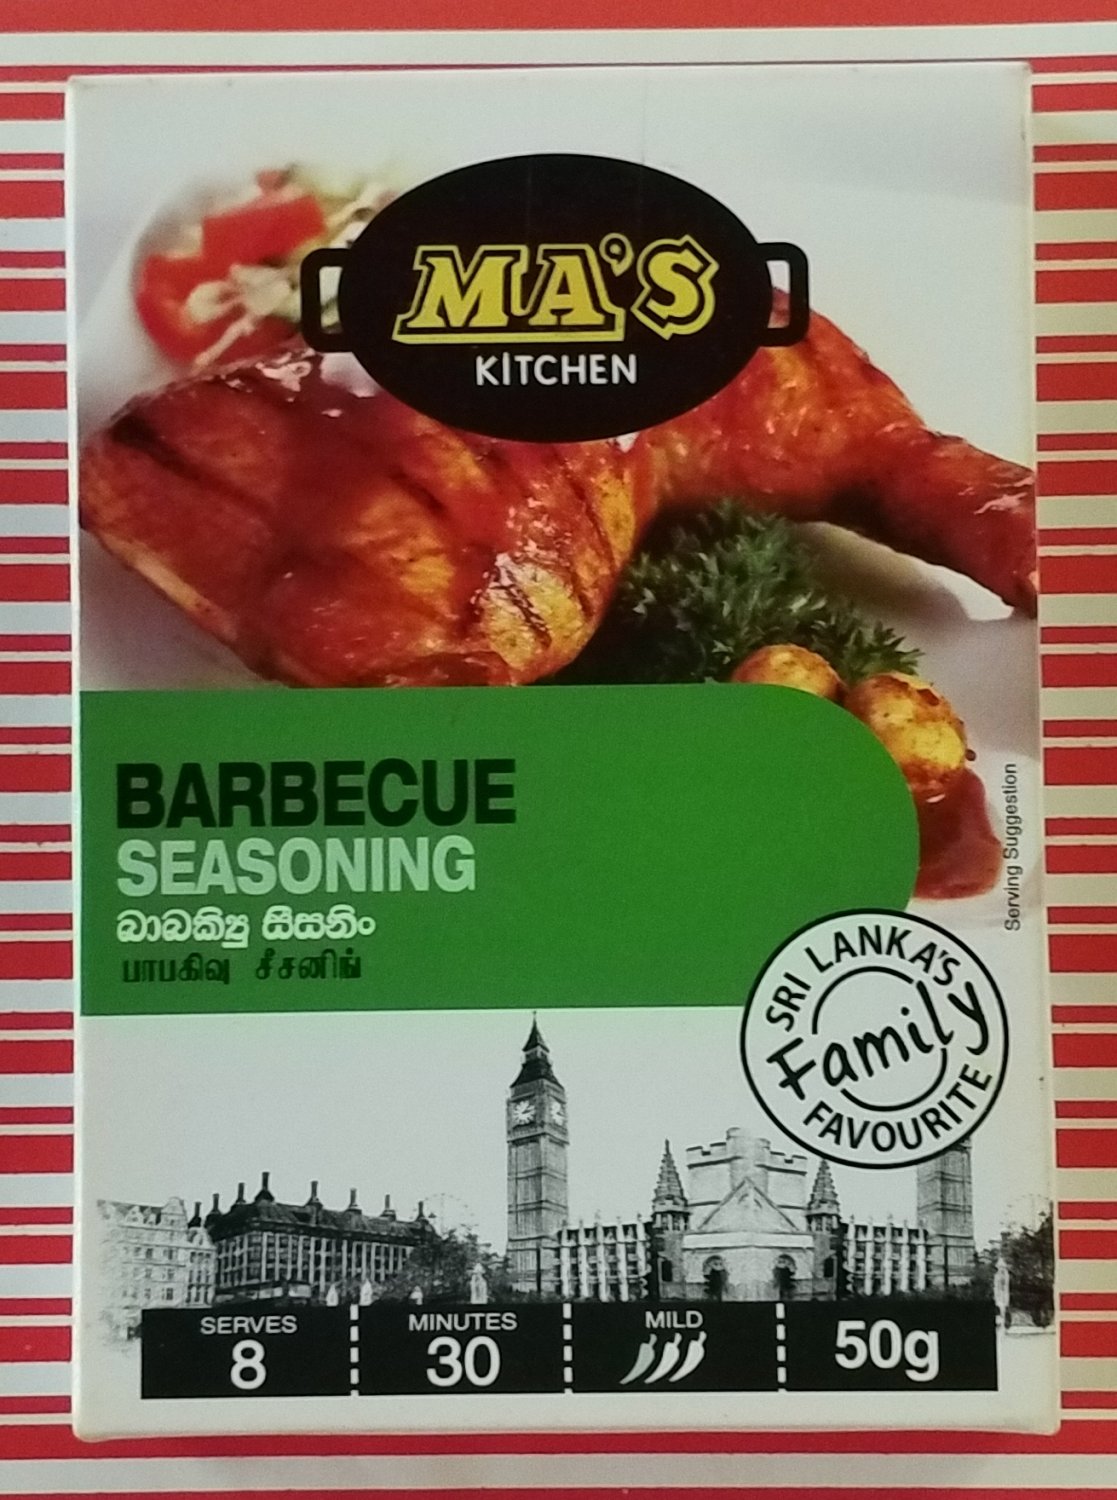 MA'S
KITCHEN
BARBECUE
SEASONING
බාබකියු සීසනිං
பாபகிவு சீசனிங்
Serving Suggestion
SRI LANKA'S
Family
FAVOURITE
SERVES
8
MINUTES
30
MILD
50g